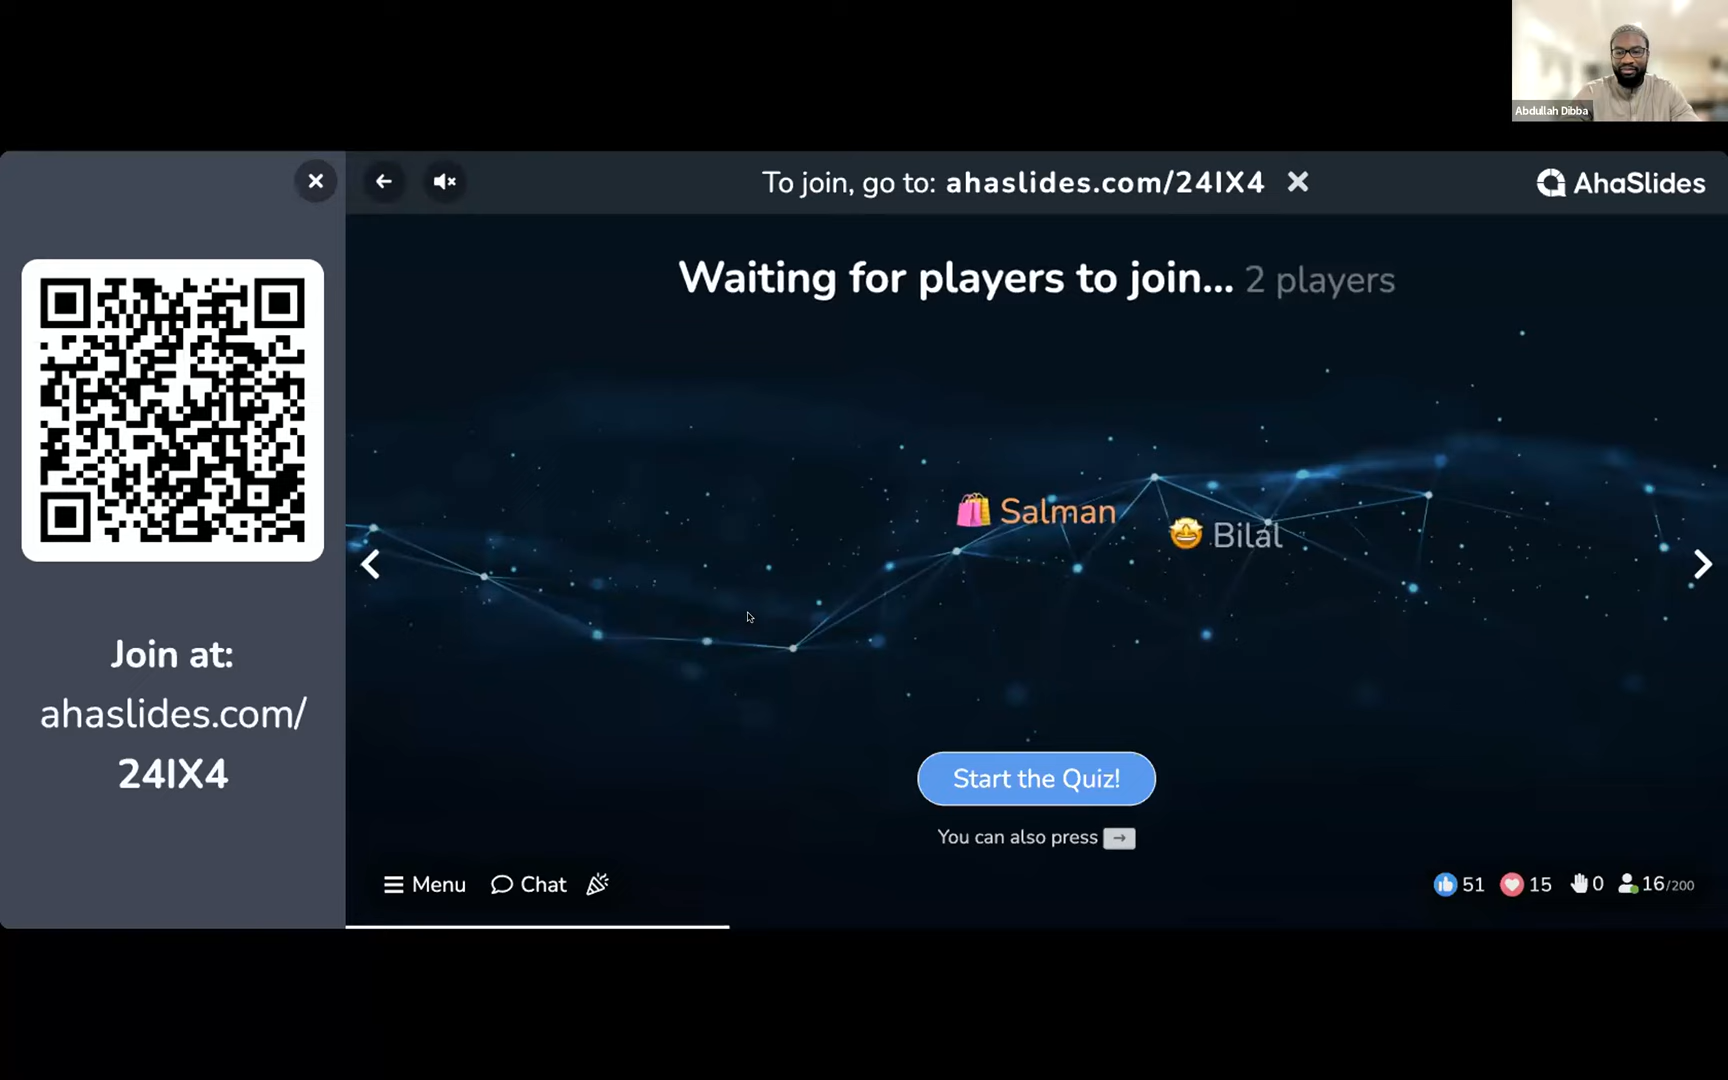 Abdullah Dibba
To join, go to: ahaslides.com/24IX4
AhaSlides
Waiting for players to join... 2 players
Salman
Bilal
Join at:
ahaslides.com/
24IX4
Start the Quiz!
You can also press →
Menu Chat
51 15 0 16/200